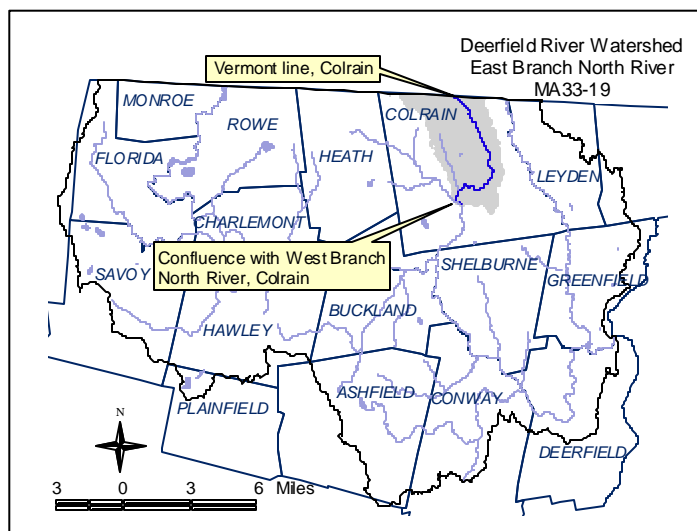 Deerfield River Watershed
East Branch North River
MA33-19
Vermont line, Colrain
MONROE
ROWE
COLRAIN
FLORIDA
HEATH
LEYDEN
CHARLEMONT
Confluence with West Branch
North River, Colrain
SAVOY
SHELBURNE
GREENFIELD
HAWLEY
BUCKLAND
PLAINFIELD
ASHFIELD
CONWAY
DEERFIELD
N
3 0 3 6 Miles